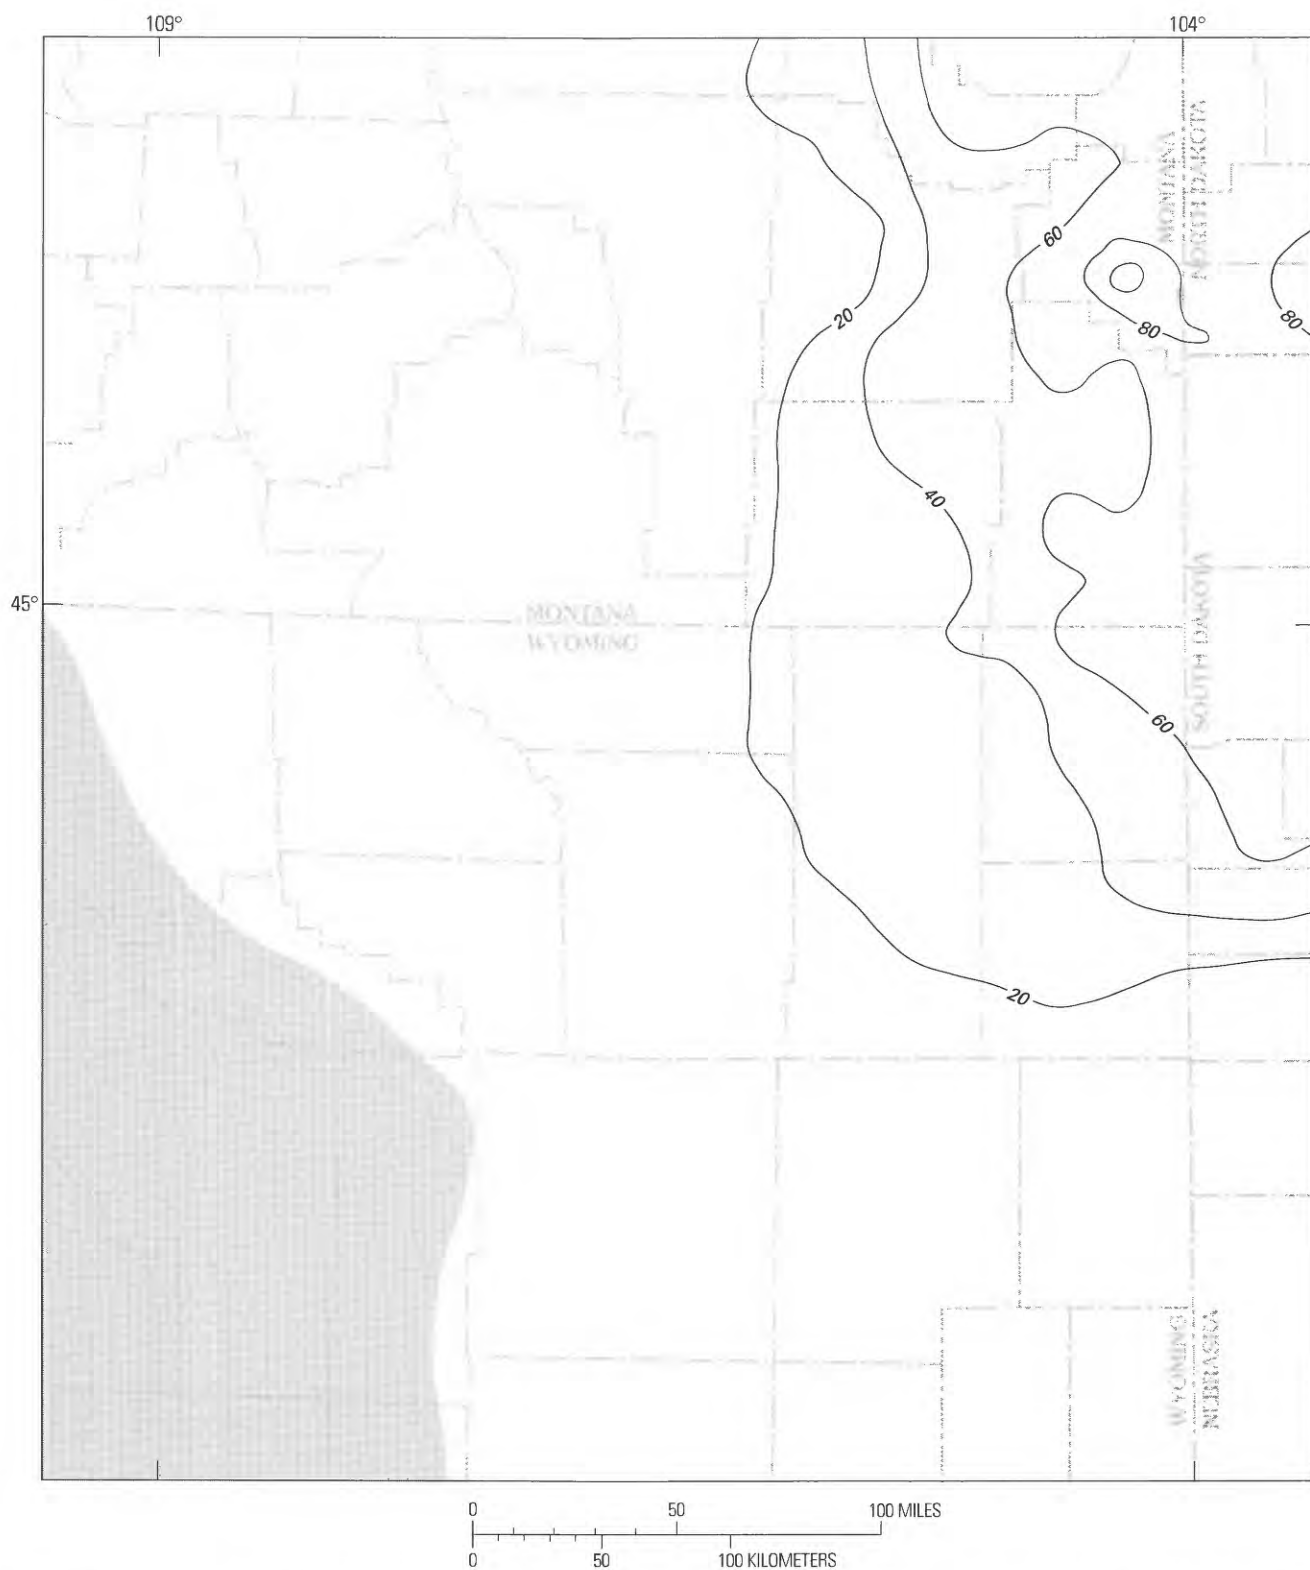 109° 104°
MONTANA
NORTH DAKOTA
60
20
80
80
40
45°
MONTANA
WYOMING
SOUTH DAKOTA
60
20
WYOMING
NEBRASKA
0 50 100 MILES
0 50 100 KILOMETERS